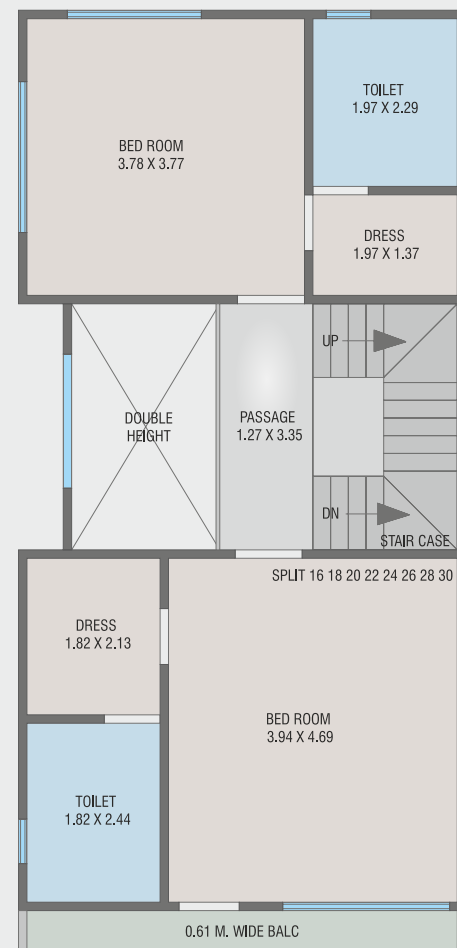 TOILET
1.97 X 2.29
BED ROOM
3.78 X 3.77
DRESS
1.97 X 1.37
UP
DOUBLE
HEIGHT
PASSAGE
1.27 X 3.35
DN
STAIR CASE
SPLIT 16 18 20 22 24 26 28 30
DRESS
1.82 X 2.13
BED ROOM
3.94 X 4.69
TOILET
1.82 X 2.44
0.61 M. WIDE BALC